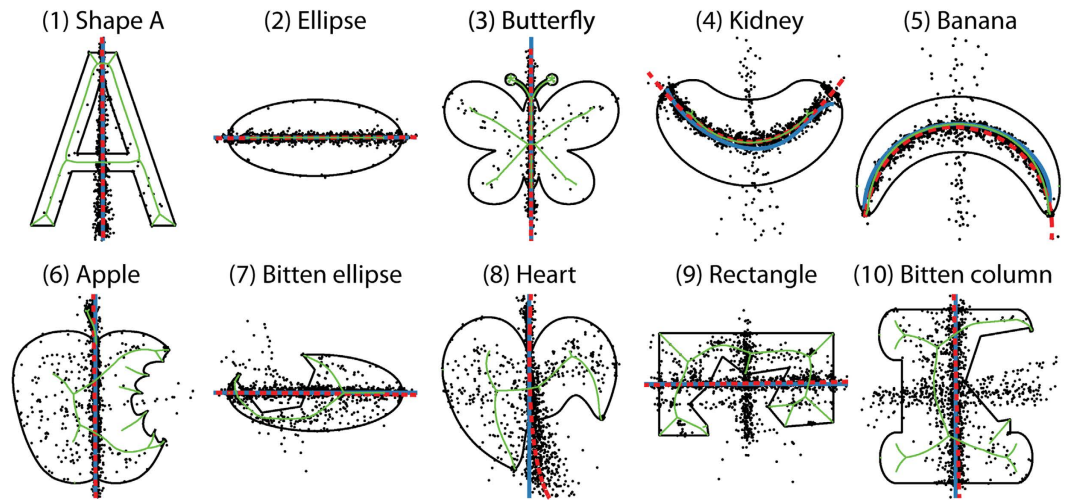 (1) Shape A
(2) Ellipse
(3) Butterfly
(4) Kidney
(5) Banana
(6) Apple
(7) Bitten ellipse
(8) Heart
(9) Rectangle
(10) Bitten column